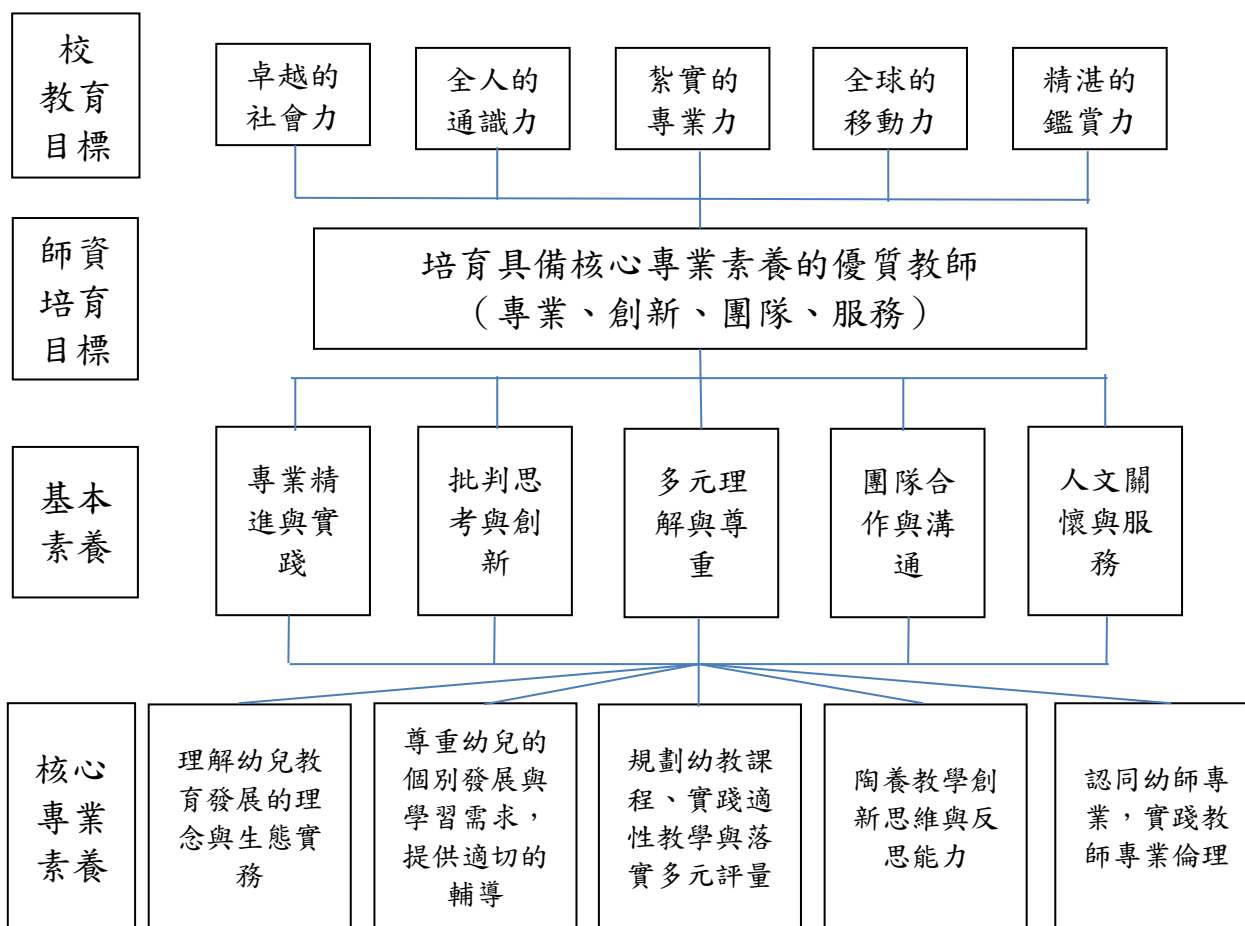 校
教育
目標
卓越的
社會力
全人的
通識力
紮實的
專業力
全球的
移動力
精湛的
鑑賞力
師資
培育
目標
培育具備核心專業素養的優質教師
（專業、創新、團隊、服務）
基本
素養
專業精
進與實
踐
批判思
考與創
新
多元理
解與尊
重
團隊合
作與溝
通
人文關
懷與服
務
核心
專業
素養
理解幼兒教
育發展的理
念與生態實
務
尊重幼兒的
個別發展與
學習需求，
提供適切的
輔導
規劃幼教課
程、實踐適
性教學與落
實多元評量
陶養教學創
新思維與反
思能力
認同幼師專
業，實踐教
師專業倫理